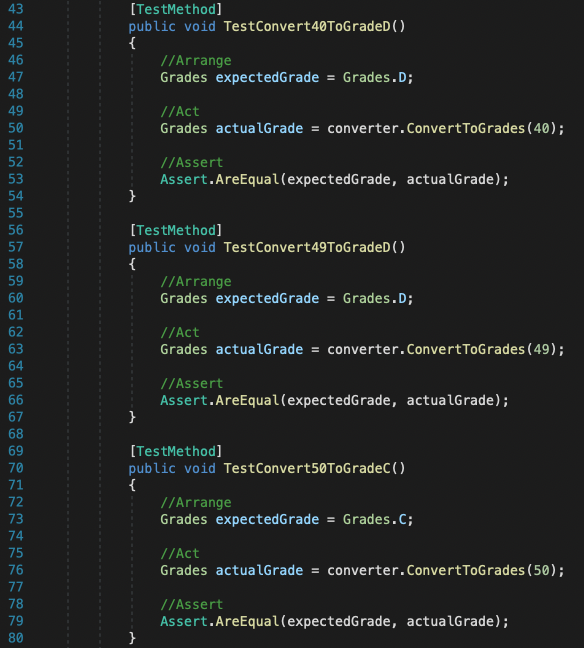 43 [TestMethod]
44 public void TestConvert40ToGradeD()
45 {
46 //Arrange
47 Grades expectedGrade = Grades.D;
48
49 //Act
50 Grades actualGrade = converter.ConvertToGrades(40);
51
52 //Assert
53 Assert.AreEqual(expectedGrade, actualGrade);
54 }
55
56 [TestMethod]
57 public void TestConvert49ToGradeD()
58 {
59 //Arrange
60 Grades expectedGrade = Grades.D;
61
62 //Act
63 Grades actualGrade = converter.ConvertToGrades(49);
64
65 //Assert
66 Assert.AreEqual(expectedGrade, actualGrade);
67 }
68
69 [TestMethod]
70 public void TestConvert50ToGradeC()
71 {
72 //Arrange
73 Grades expectedGrade = Grades.C;
74
75 //Act
76 Grades actualGrade = converter.ConvertToGrades(50);
77
78 //Assert
79 Assert.AreEqual(expectedGrade, actualGrade);
80 }